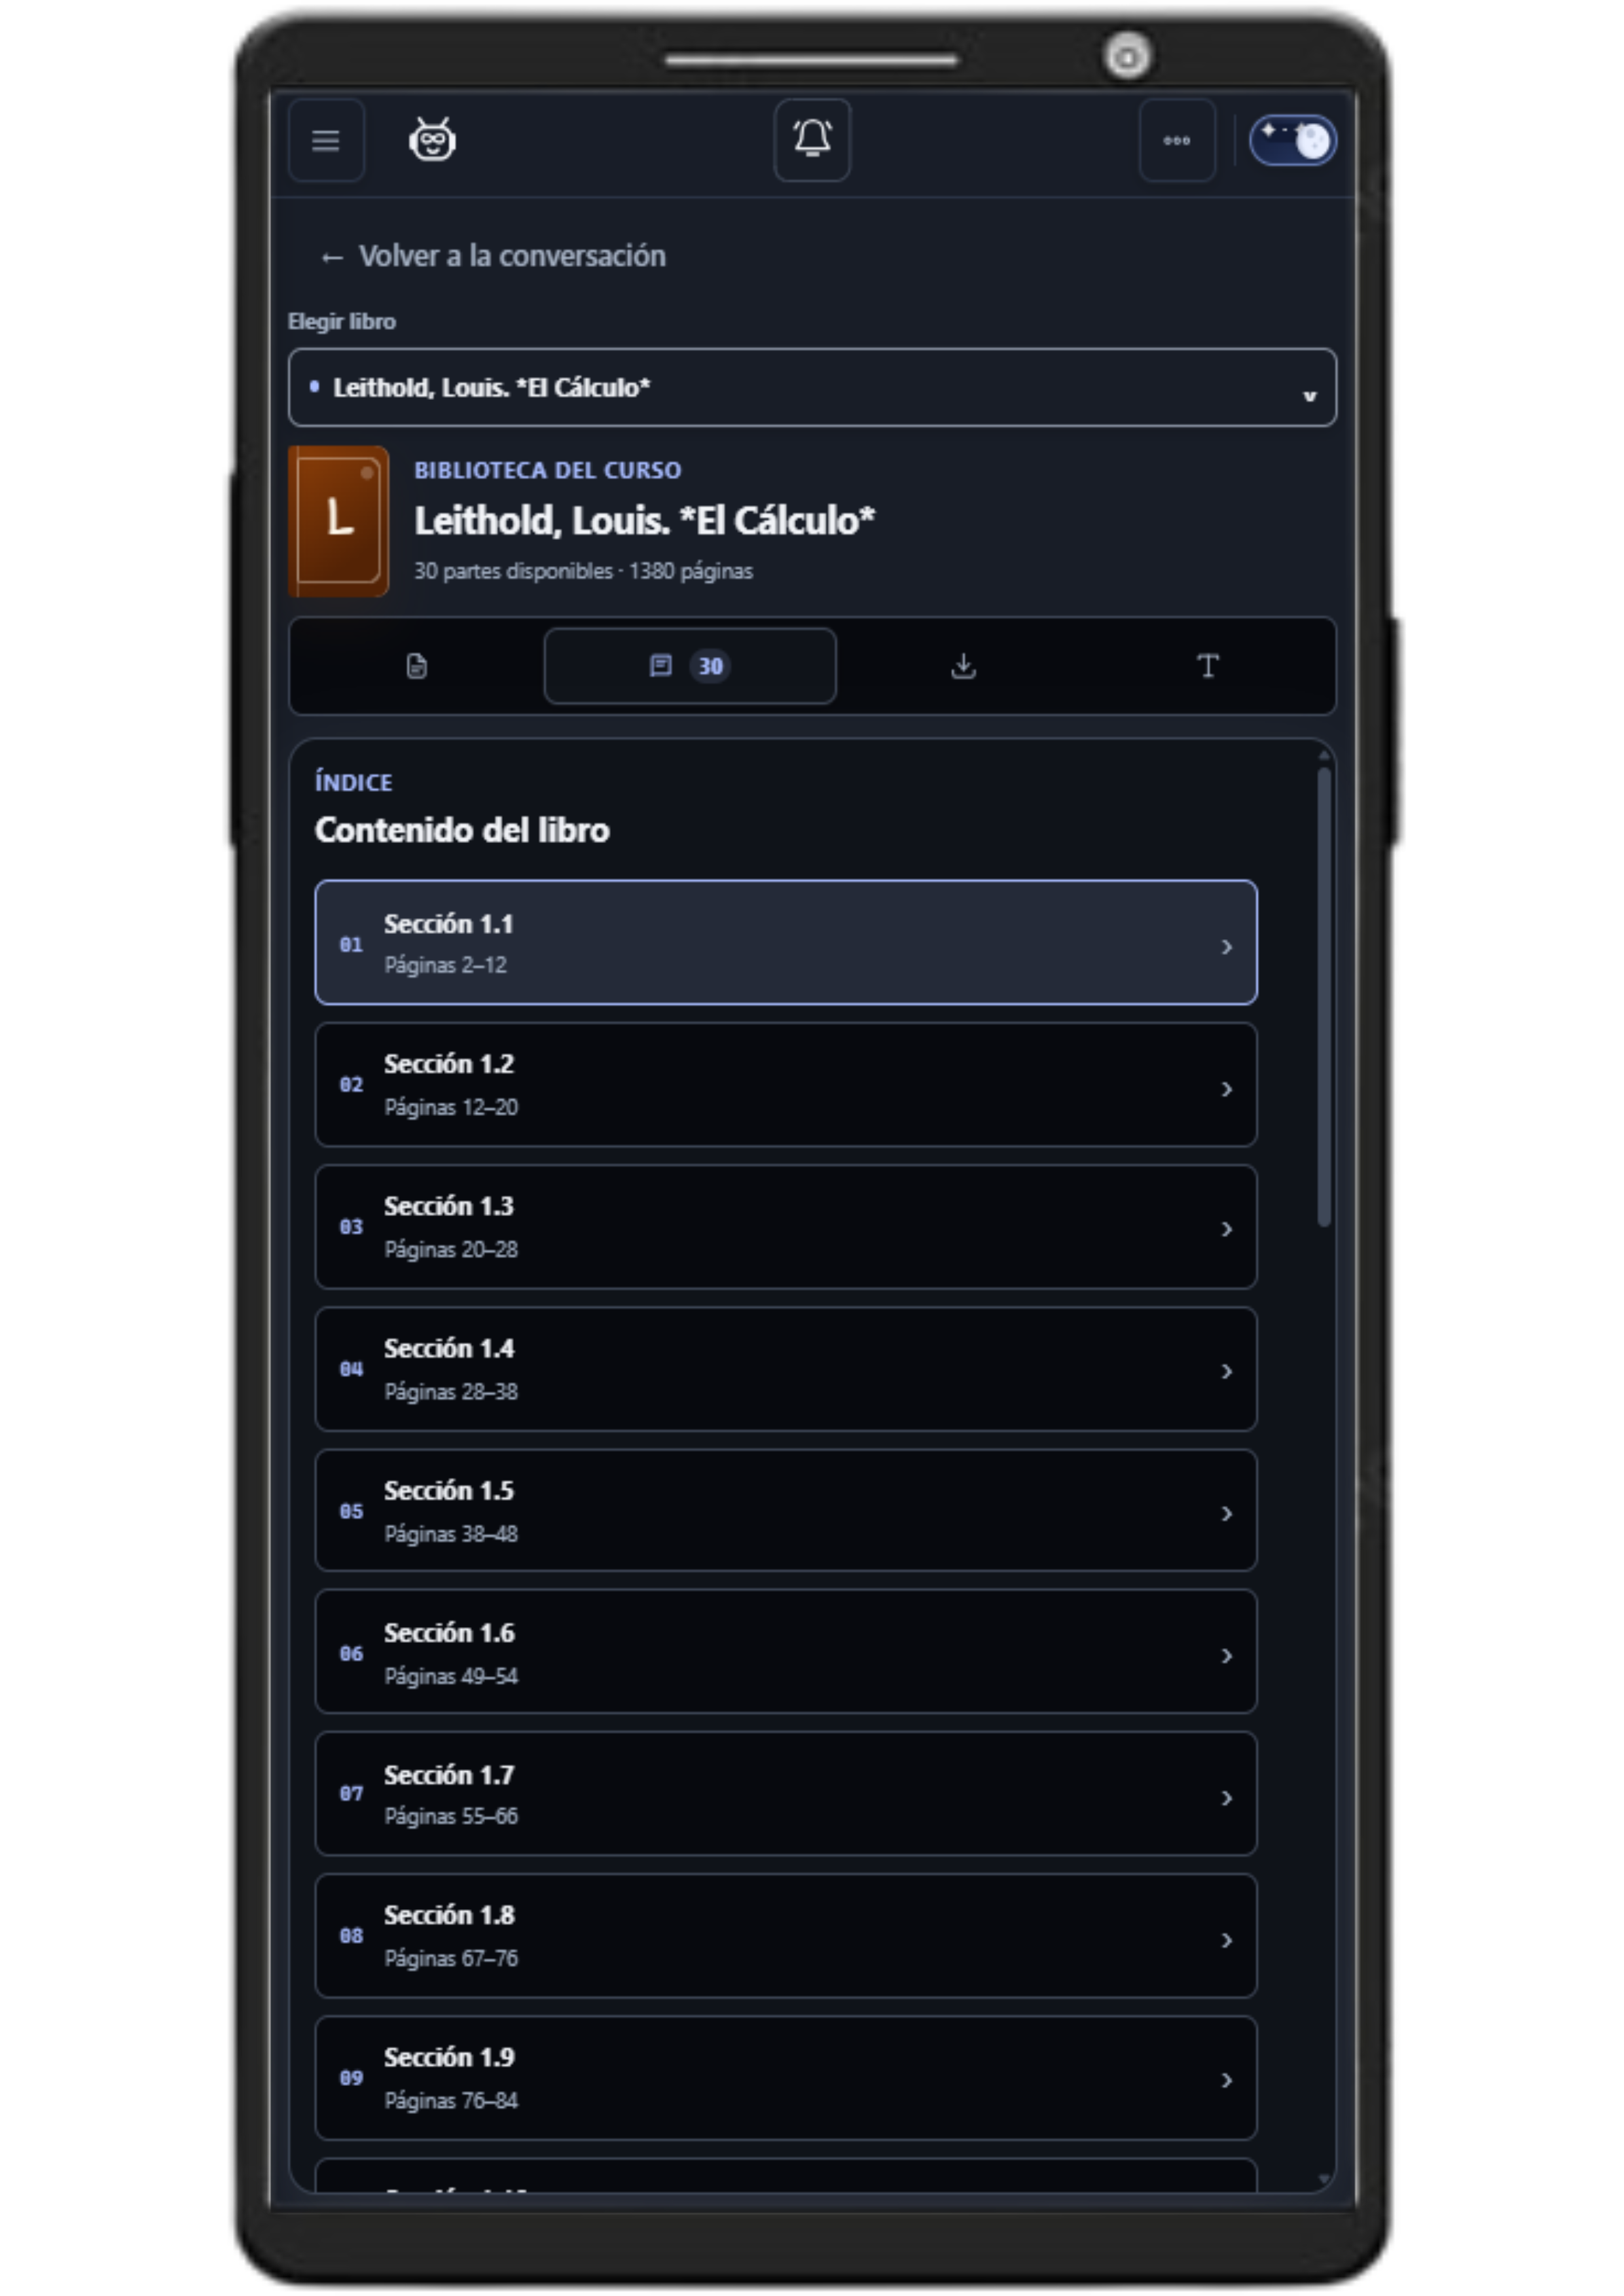 ← Volver a la conversación
Elegir libro
Leithold, Louis. *El Cálculo*
L
BIBLIOTECA DEL CURSO
Leithold, Louis. *El Cálculo*
30 partes disponibles · 1380 páginas
30
ÍNDICE
Contenido del libro
01
Sección 1.1
Páginas 2–12
02
Sección 1.2
Páginas 12–20
03
Sección 1.3
Páginas 20–28
04
Sección 1.4
Páginas 28–38
05
Sección 1.5
Páginas 38–48
06
Sección 1.6
Páginas 49–54
07
Sección 1.7
Páginas 55–66
08
Sección 1.8
Páginas 67–76
09
Sección 1.9
Páginas 76–84